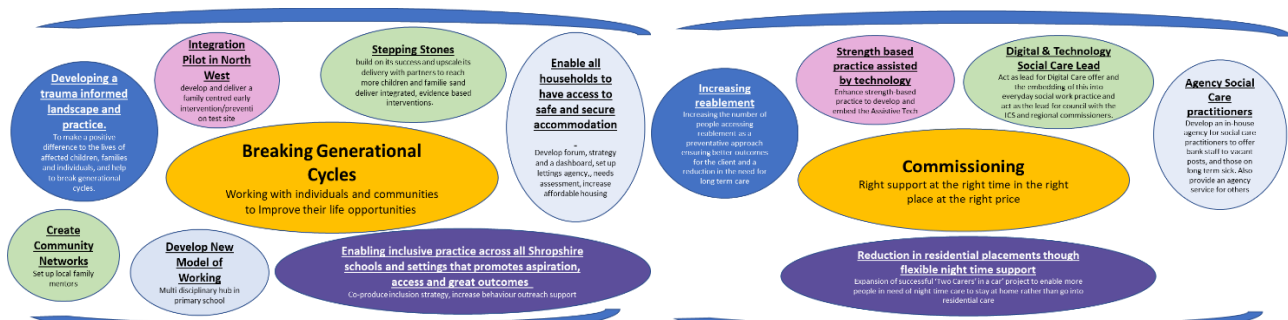 Developing a
trauma informed
landscape and
practice.
To make a positive
difference to the lives of
affected children, families
and individuals, and help
to break generational
cycles.
Integration
Pilot in North
West
develop and deliver a
family centred early
intervention/preventi
on test site
Stepping Stones
build on its success and upscale its
delivery with partners to reach
more children and familie sand
deliver integrated, evidence based
interventions.
Enable all
households to
have access to
safe and secure
accommodation
Develop forum, strategy
and a dashboard, set up
lettings agency., needs
assessment, increase
affordable housing
Breaking Generational
Cycles
Working with individuals and communities
to Improve their life opportunities
Create
Community
Networks
Set up local family
mentors
Develop New
Model of
Working
Multi disciplinary hub in
primary school
Enabling inclusive practice across all Shropshire
schools and settings that promotes aspiration,
access and great outcomes
Co-produce inclusion strategy, increase behaviour outreach support
Increasing
reablement
Increasing the number of
people accessing
reablement as a
preventative approach
ensuring better outcomes
for the client and a
reduction in the need for
long term care
Strength based
practice assisted
by technology
Enhance strength-based
practice to develop and
embed the Assistive Tech
Digital & Technology
Social Care Lead
Act as lead for Digital Care offer and
the embedding of this into
everyday social work practice and
act as the lead for council with the
ICS and regional commissioners.
Agency Social
Care
practitioners
Develop an in-house
agency for social care
practitioners to offer
bank staff to vacant
posts, and those on
long term sick. Also
provide an agency
service for others
Commissioning
Right support at the right time in the right
place at the right price
Reduction in residential placements though
flexible night time support
Expansion of successful 'Two Carers' in a car' project to enable more
people in need of night time care to stay at home rather than go into
residential care